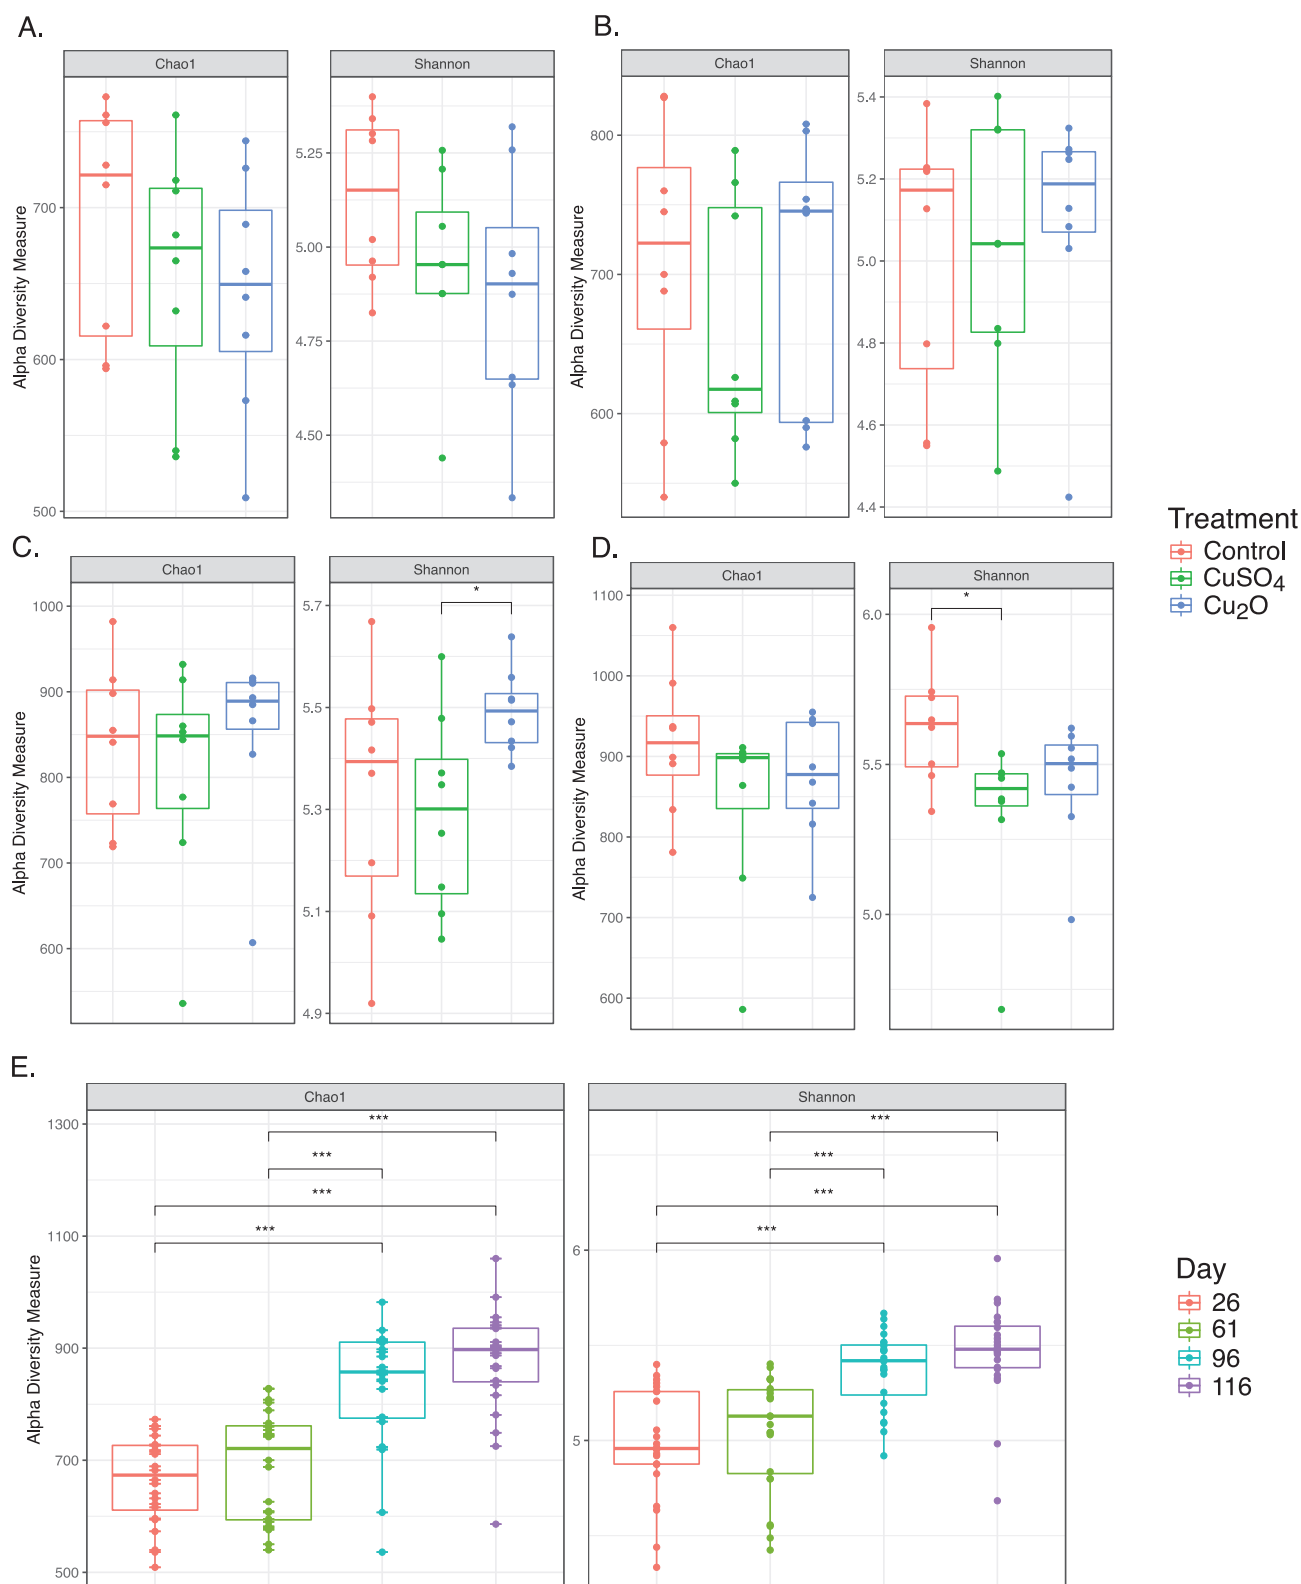 A.
Chao1
Shannon
Alpha Diversity Measure
700
600
500
5.25
5.00
4.75
4.50
B.
Chao1
Shannon
Alpha Diversity Measure
800
700
600
5.4
5.2
5.0
4.8
4.6
4.4
Treatment
Control
CuSO4
Cu2O
C.
Chao1
Shannon
Alpha Diversity Measure
1000
900
800
700
600
5.7
5.5
5.3
5.1
4.9
*
D.
Chao1
Shannon
Alpha Diversity Measure
1100
1000
900
800
700
600
6.0
5.5
5.0
*
E.
Chao1
Shannon
Alpha Diversity Measure
1300
1100
900
700
500
***
***
***
***
6
5
***
***
***
***
Day
26
61
96
116